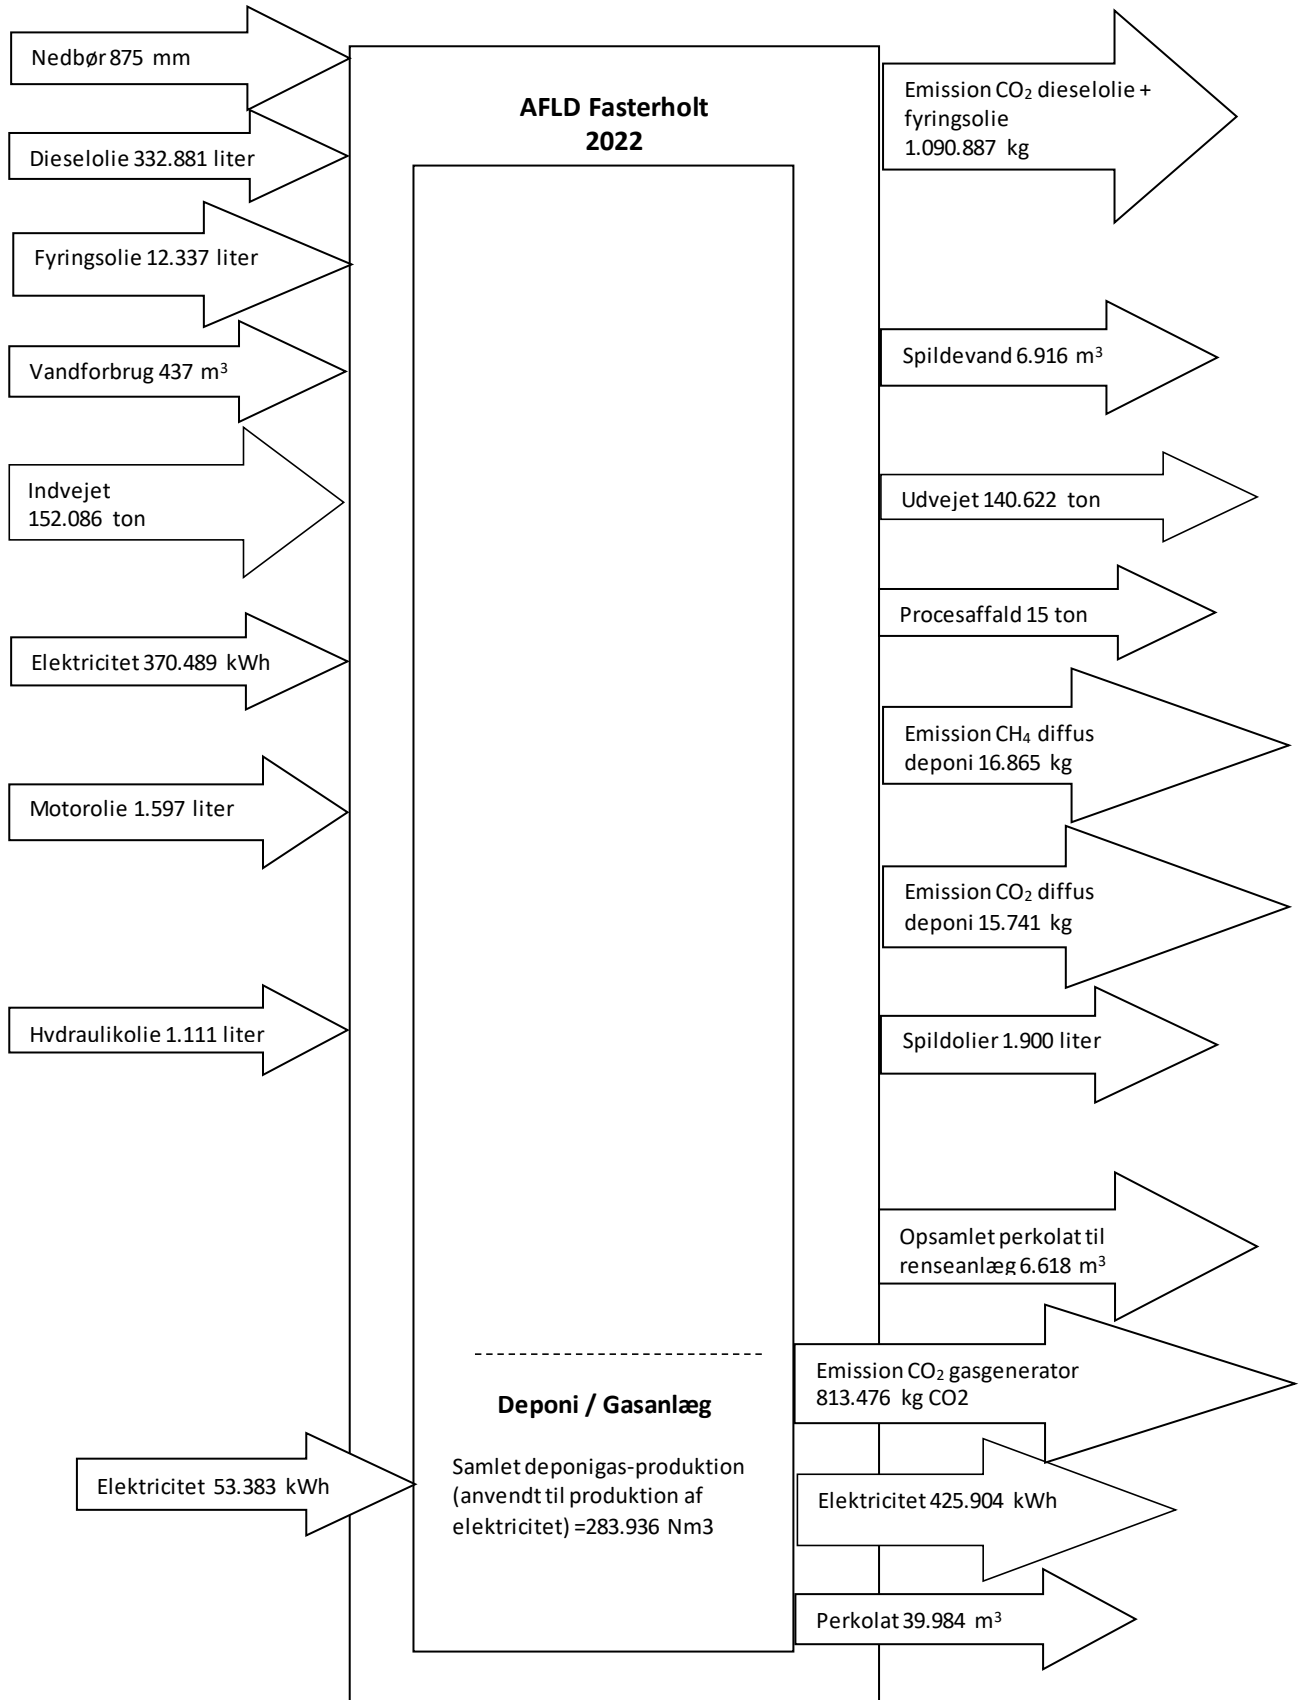 Nedbør 875 mm
Dieselolie 332.881 liter
Fyringsolie 12.337 liter
Vandforbrug 437 m³
Indvejet
152.086 ton
Elektricitet 370.489 kWh
Motorolie 1.597 liter
Hvdraulikolie 1.111 liter
Elektricitet 53.383 kWh
AFLD Fasterholt
2022
Deponi / Gasanlæg
Samlet deponigas-produktion
(anvendt til produktion af
elektricitet) =283.936 Nm3
Emission CO₂ dieselolie +
fyringsolie
1.090.887 kg
Spildevand 6.916 m³
Udvejet 140.622 ton
Procesaffald 15 ton
Emission CH₄ diffus
deponi 16.865 kg
Emission CO₂ diffus
deponi 15.741 kg
Spildolier 1.900 liter
Opsamlet perkolat til
renseanlæg 6.618 m³
Emission CO₂ gasgenerator
813.476 kg CO2
Elektricitet 425.904 kWh
Perkolat 39.984 m³